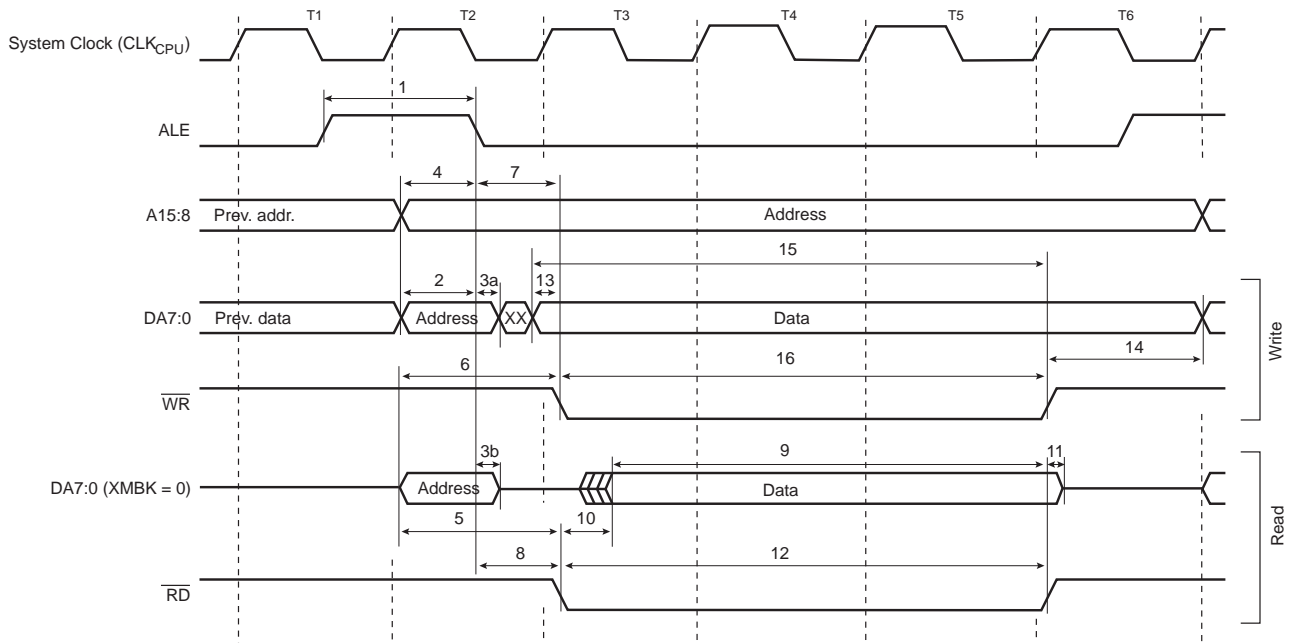 T1 T2 T3 T4 T5 T6
System Clock (CLKCPU)
1
ALE
4 7
A15:8 Prev. addr. Address
15
2 3a 13
DA7:0 Prev. data Address XX Data
6 16 14
WR
Write
3b 9 11
DA7:0 (XMBK = 0) Address Data
5 10
8 12
RD
Read